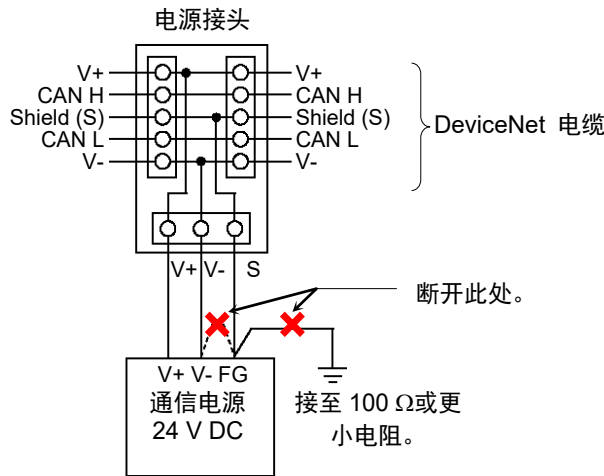 电源接头
V+ V+
CAN H CAN H
Shield (S) Shield (S)
CAN L CAN L
V- V-
DeviceNet 电缆
V+ V- S
断开此处。
V+ V- FG
通信电源
24 V DC
接至 100 Ω或更
小电阻。